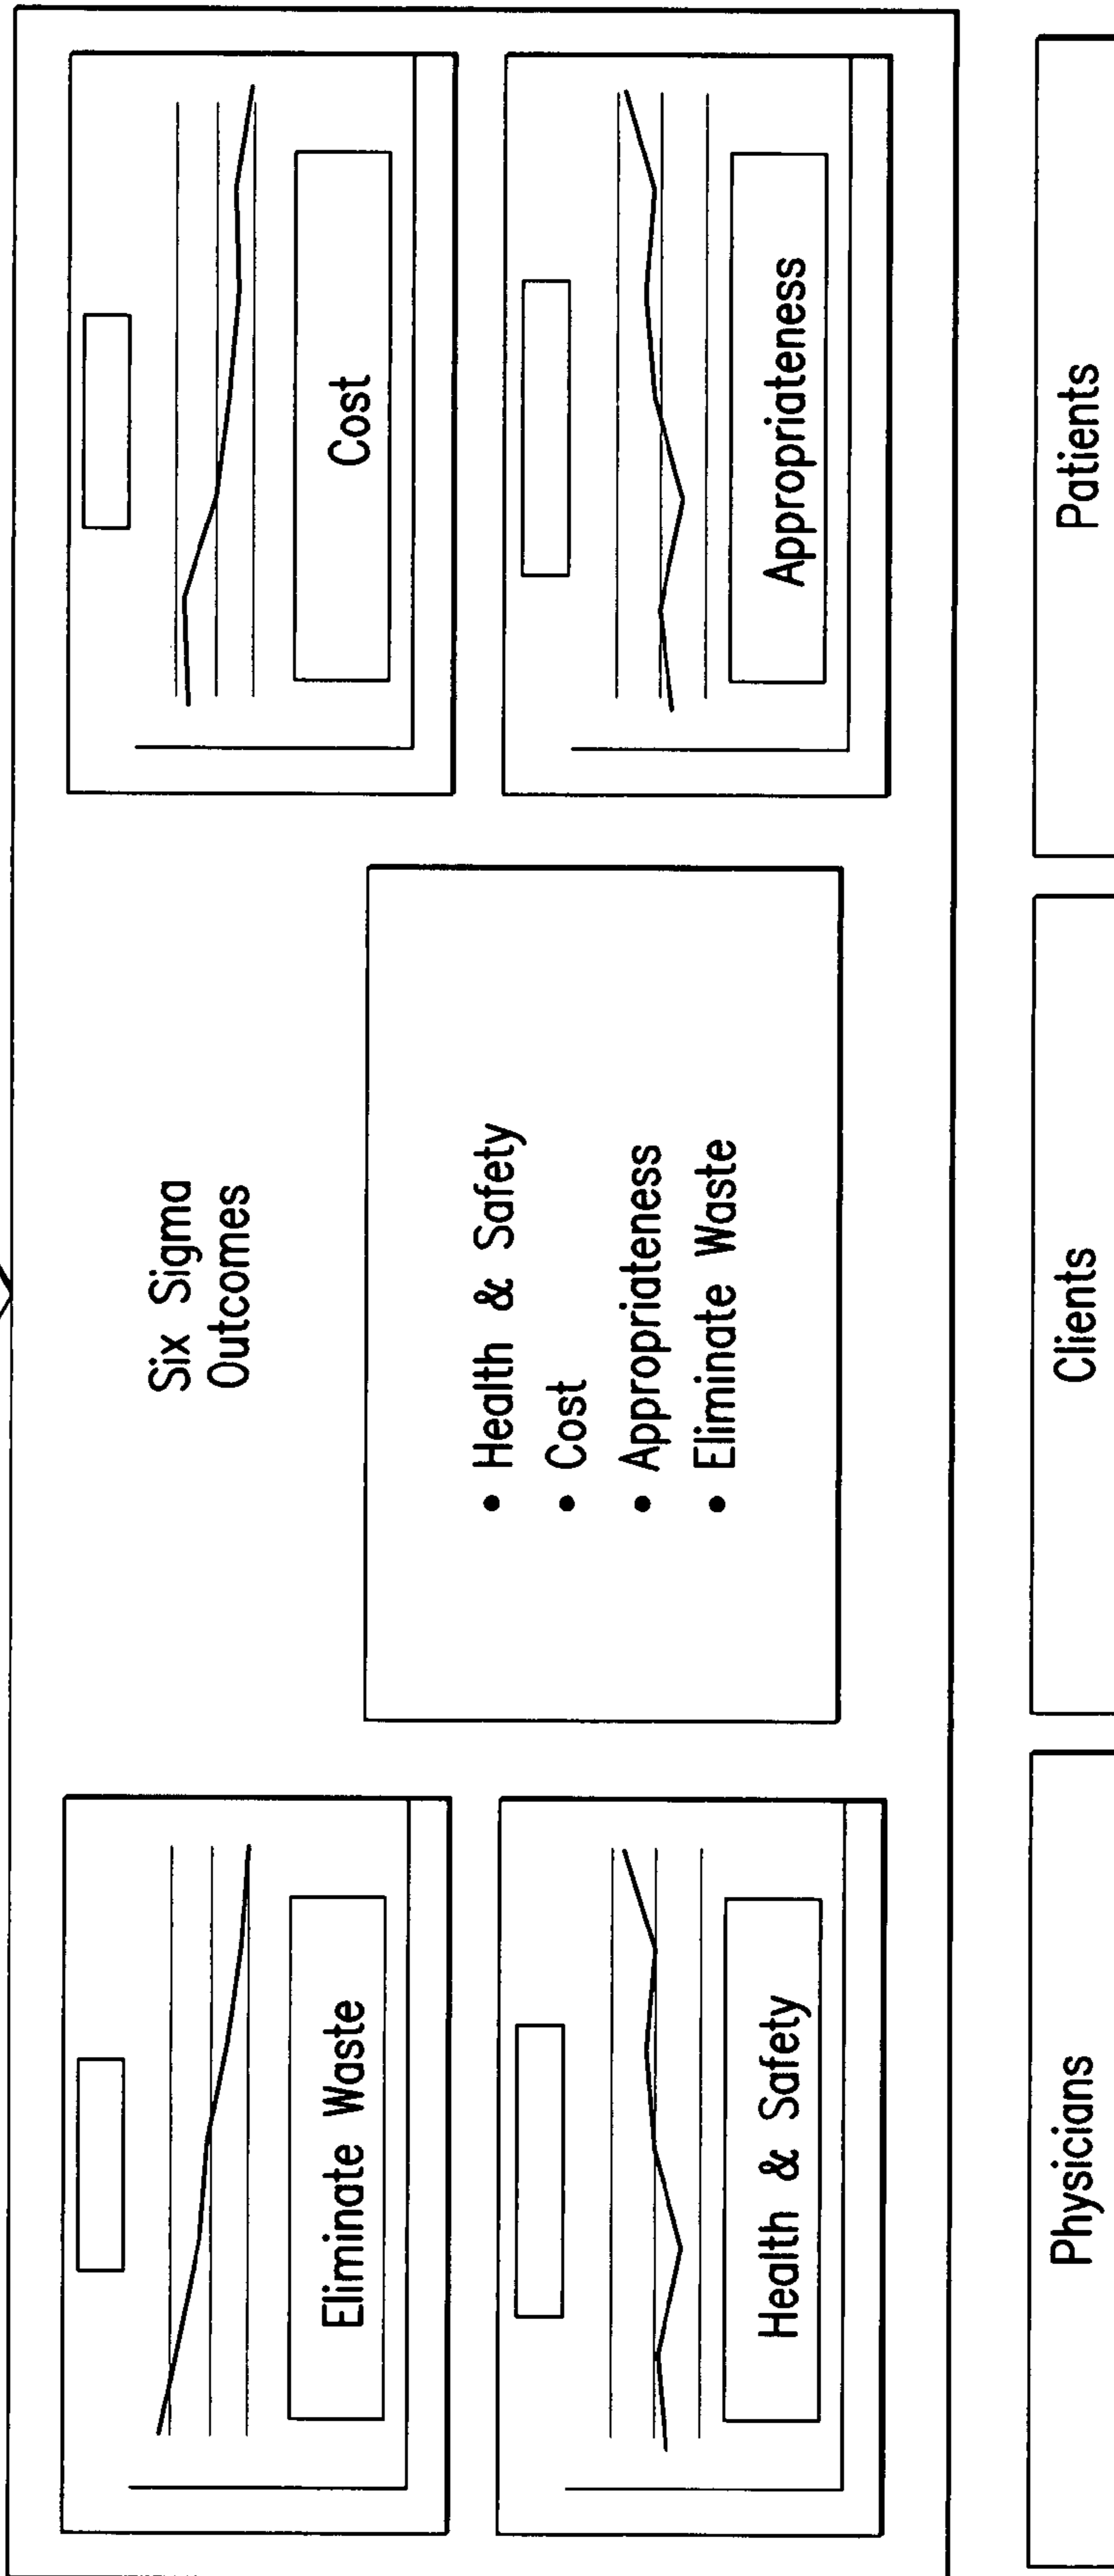 Six Sigma
Outcomes
Eliminate Waste
Cost
• Health & Safety
• Cost
• Appropriateness
• Eliminate Waste
Health & Safety
Appropriateness
Physicians
Clients
Patients